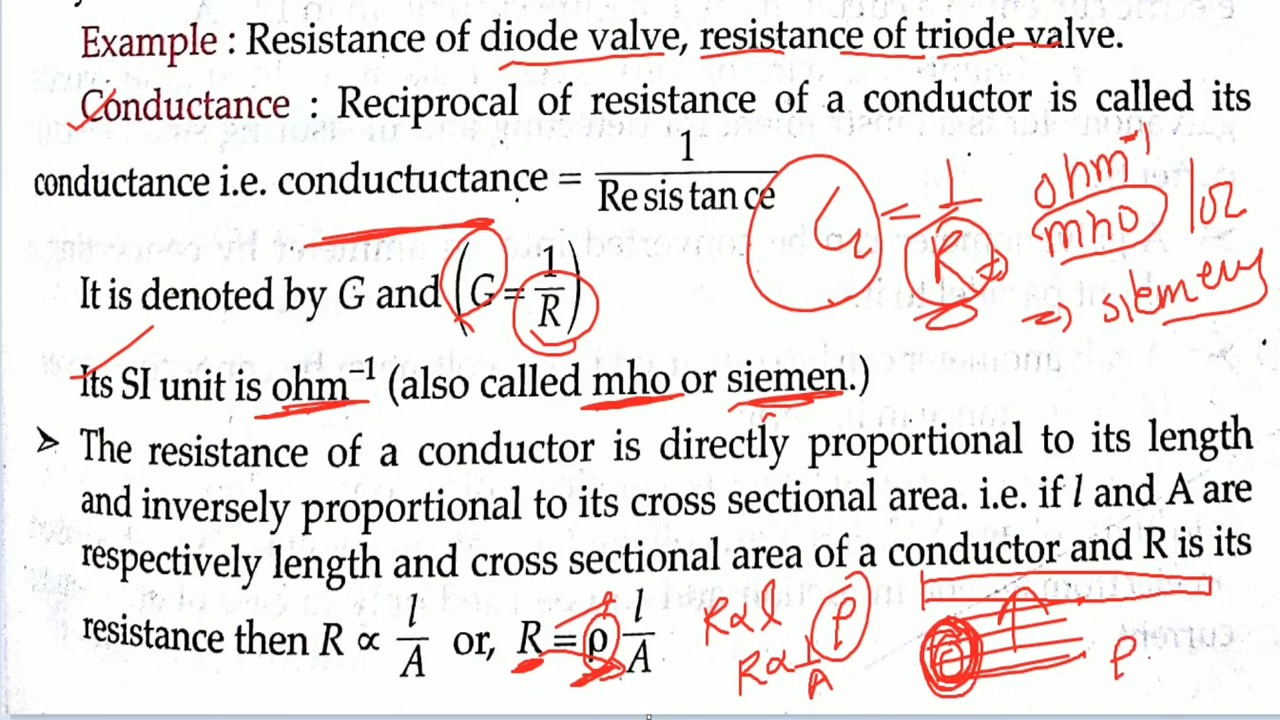 Example : Resistance of diode valve, resistance of triode valve.
Conductance : Reciprocal of resistance of a conductor is called its
conductance i.e. conductuctance = 1 / Resistance
It is denoted by G and (G = 1/R)
G = 1/R
ohm⁻¹
mho / or
⇒ siemens
Its SI unit is ohm⁻¹ (also called mho or siemen.)
➢ The resistance of a conductor is directly proportional to its length
and inversely proportional to its cross sectional area. i.e. if l and A are
respectively length and cross sectional area of a conductor and R is its
resistance then R ∝ l/A or, R = ρ l/A
R∝l
R∝1/A
ρ
ρ